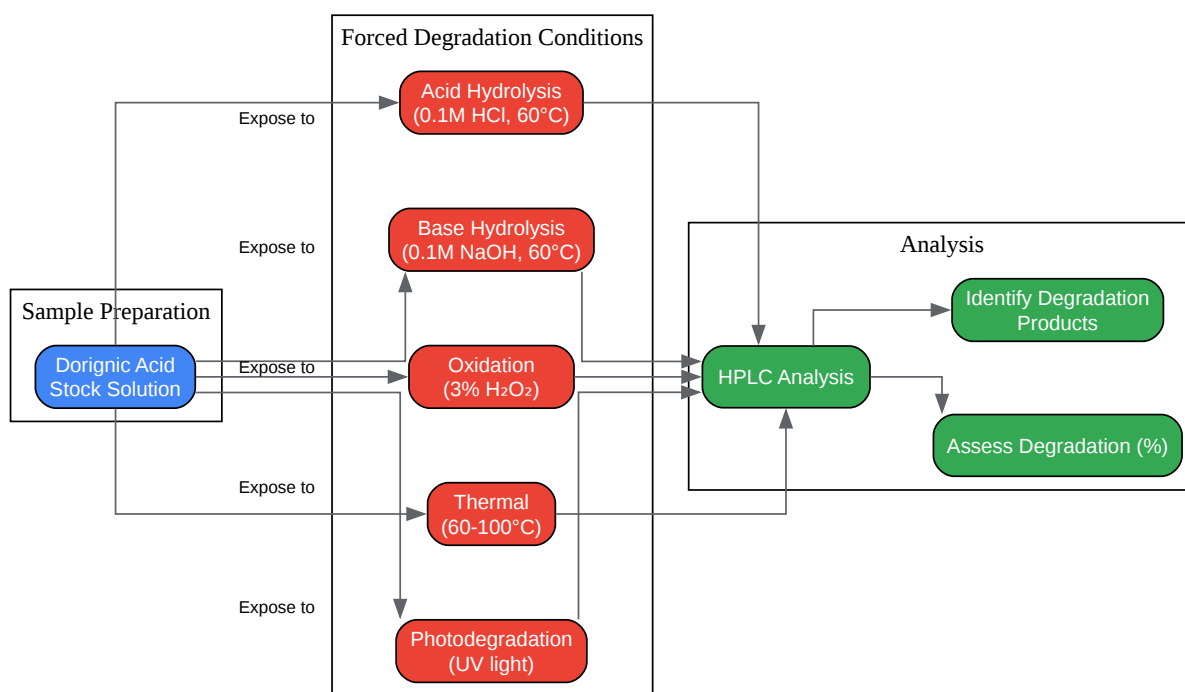 Forced Degradation Conditions
Acid Hydrolysis
(0.1M HCl, 60°C)
Expose to
Base Hydrolysis
(0.1M NaOH, 60°C)
Expose to
Analysis
Sample Preparation
Identify Degradation
Products
Dorignic Acid
Stock Solution
Expose to
Oxidation
(3% H₂O₂)
HPLC Analysis
Assess Degradation (%)
Expose to
Thermal
(60-100°C)
Expose to
Photodegradation
(UV light)